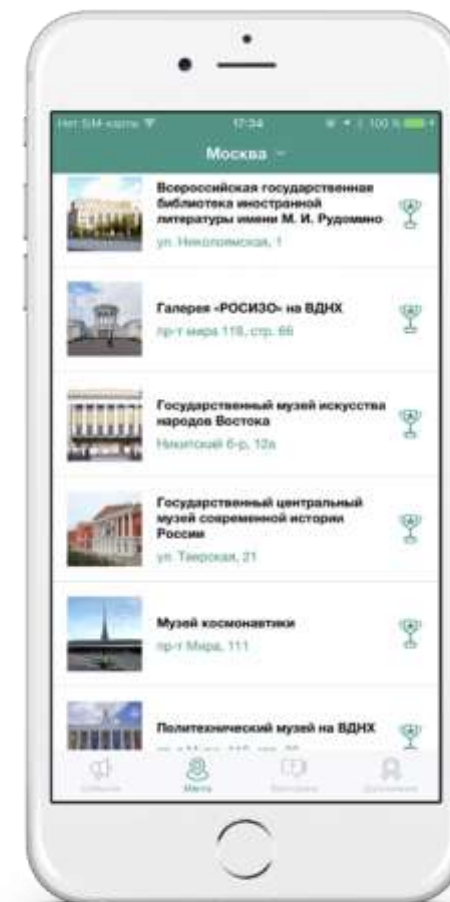 Нет SIM-карты 17:34 100 %
Москва
Всероссийская государственная
библиотека иностранной
литературы имени М. И. Рудомино
ул. Николоямская, 1
Галерея «РОСИЗО» на ВДНХ
пр-т мира 119, стр. 66
Государственный музей искусства
народов Востока
Никитский б-р, 12а
Государственный центральный
музей современной истории
России
ул. Тверская, 21
Музей космонавтики
пр-т Мира, 111
Политехнический музей на ВДНХ
События Места